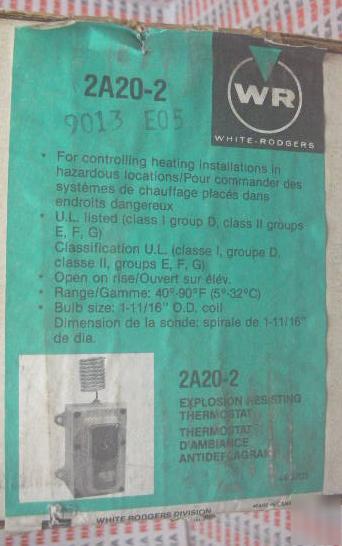 2A20-2
9013 E05
WR
WHITE-RODGERS
• For controlling heating installations in
hazardous locations/Pour commander des
systèmes de chauffage placés dans
endroits dangereux
• U.L. listed (class I group D, class II groups
E, F, G)
Classification U.L. (classe I, groupe D,
classe II, groupes E, F, G)
• Open on rise/Ouvert sur élév.
• Range/Gamme: 40°-90°F (5°-32°C)
• Bulb size: 1-11/16" O.D. coil
Dimension de la sonde: spirale de 1-11/16"
de dia.
2A20-2
EXPLOSION RESISTING
THERMOSTAT
THERMOSTAT
D'AMBIANCE
ANTIDÉFLAGRANT
WHITE RODGERS DIVISION